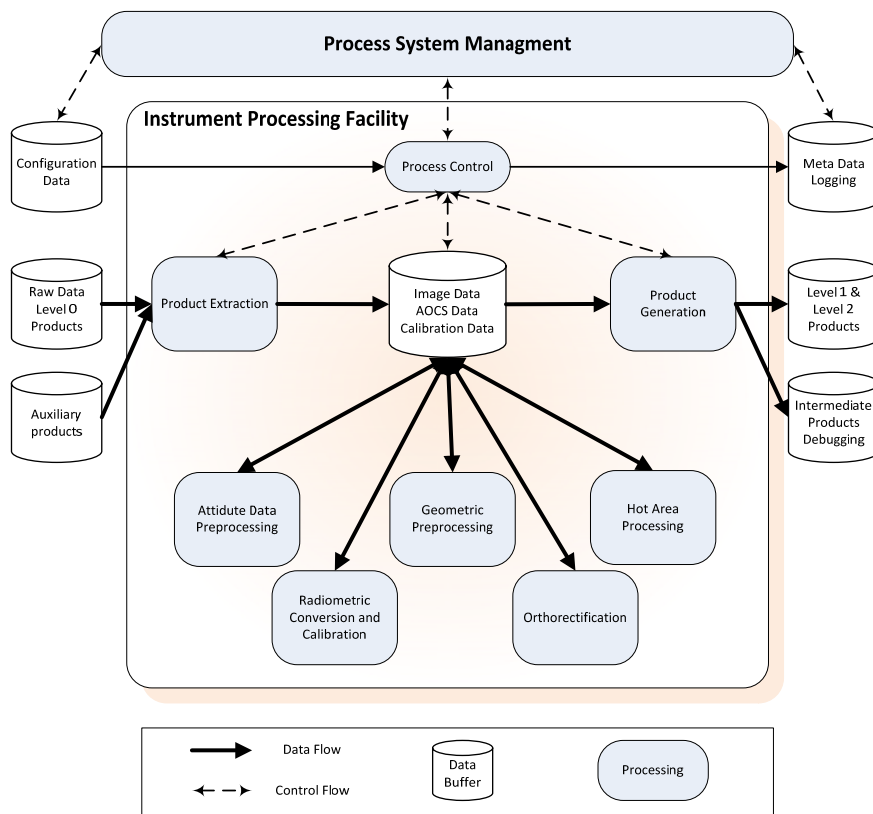 Process System Managment
Instrument Processing Facility
Configuration
Data
Process Control
Meta Data
Logging
Raw Data
Level 0
Products
Product Extraction
Image Data
AOCS Data
Calibration Data
Product
Generation
Level 1 &
Level 2
Products
Auxiliary
products
Intermediate
Products
Debugging
Attidute Data
Preprocessing
Geometric
Preprocessing
Hot Area
Processing
Radiometric
Conversion and
Calibration
Orthorectification
Data Flow
Control Flow
Data
Buffer
Processing